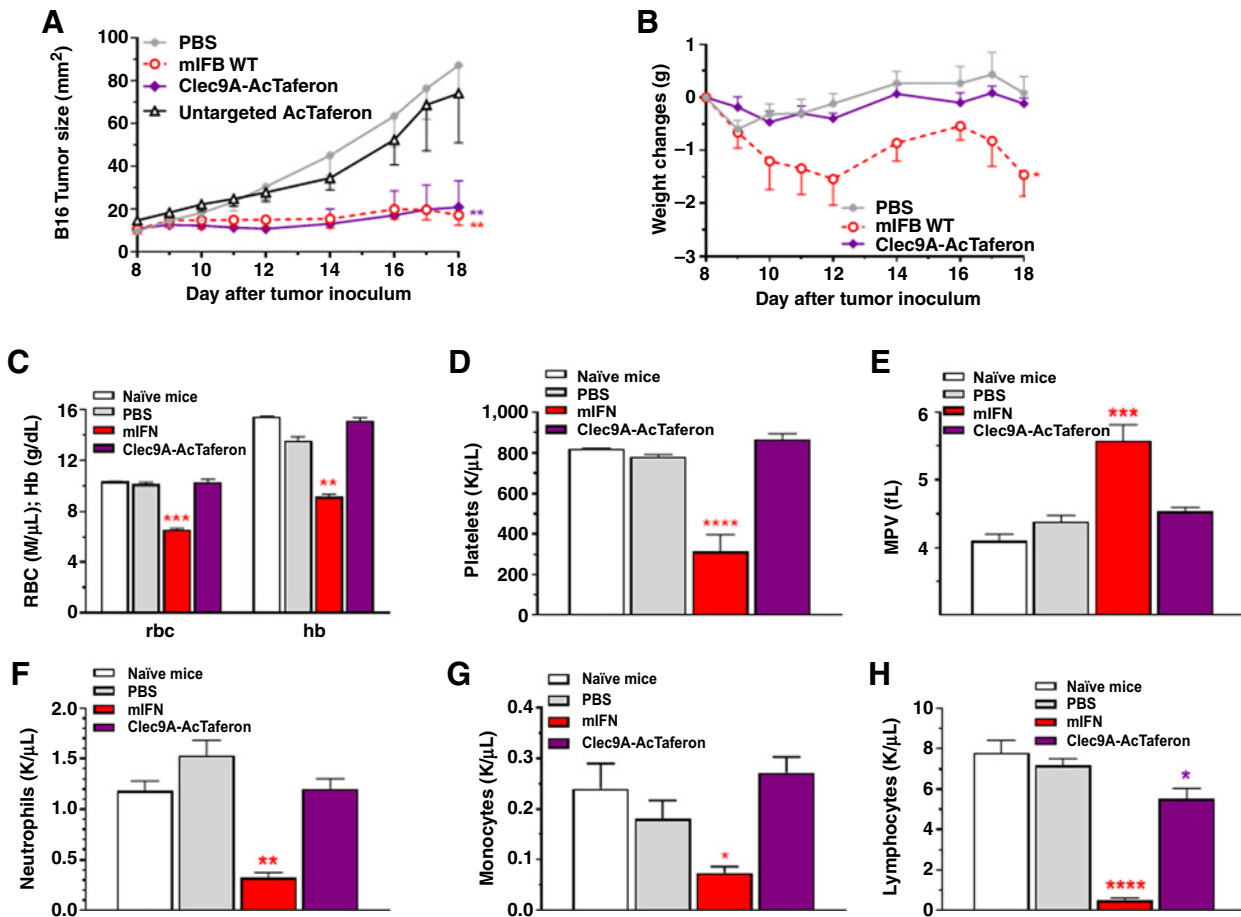 A
B16 Tumor size (mm²)
100
80
60
40
20
0
PBS
mIFB WT
Clec9A-AcTaferon
Untargeted AcTaferon
**
**
8
10
12
14
16
18
Day after tumor inoculum
B
Weight changes (g)
1
0
–1
–2
–3
*
PBS
mIFB WT
Clec9A-AcTaferon
8
10
12
14
16
18
Day after tumor inoculum
C
Naïve mice
PBS
mIFN
Clec9A-AcTaferon
RBC (M/μL); Hb (g/dL)
16
12
8
4
0
***
**
rbc
hb
D
Naïve mice
PBS
mIFN
Clec9A-AcTaferon
Platelets (K/μL)
1,000
800
600
400
200
0
****
E
Naïve mice
PBS
mIFN
Clec9A-AcTaferon
MPV (fL)
6
5
4
***
F
Naïve mice
PBS
mIFN
Clec9A-AcTaferon
Neutrophils (K/μL)
2.0
1.5
1.0
0.5
0.0
**
G
Naïve mice
PBS
mIFN
Clec9A-AcTaferon
Monocytes (K/μL)
0.4
0.3
0.2
0.1
0.0
*
H
Naïve mice
PBS
mIFN
Clec9A-AcTaferon
Lymphocytes (K/μL)
10
8
6
4
2
0
****
*